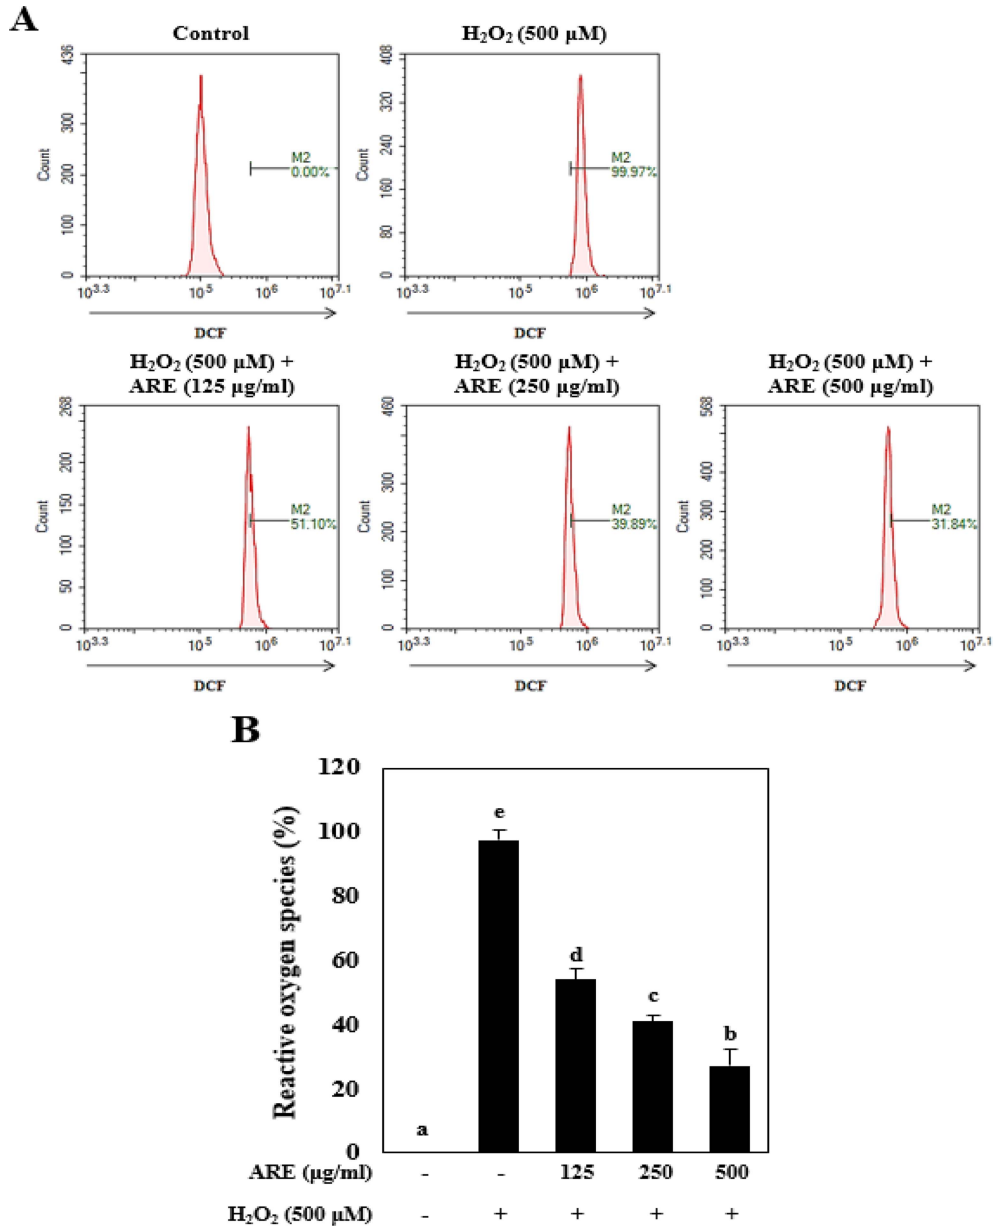 A
Control
436
300
200
100
0
Count
M2
0.00%
10^3.3 10^5 10^6 10^7.1
DCF
H₂O₂ (500 µM)
408
320
240
160
80
0
Count
M2
99.97%
10^3.3 10^5 10^6 10^7.1
DCF
H₂O₂ (500 µM) +
ARE (125 µg/ml)
268
200
150
100
50
0
Count
M2
51.10%
10^3.3 10^5 10^6 10^7.1
DCF
H₂O₂ (500 µM) +
ARE (250 µg/ml)
460
300
200
100
0
Count
M2
39.89%
10^3.3 10^5 10^6 10^7.1
DCF
H₂O₂ (500 µM) +
ARE (500 µg/ml)
568
400
300
200
100
0
Count
M2
31.84%
10^3.3 10^5 10^6 10^7.1
DCF
B
Reactive oxygen species (%)
120
100
80
60
40
20
0
a
e
d
c
b
ARE (µg/ml) - - 125 250 500
H₂O₂ (500 µM) - + + + +